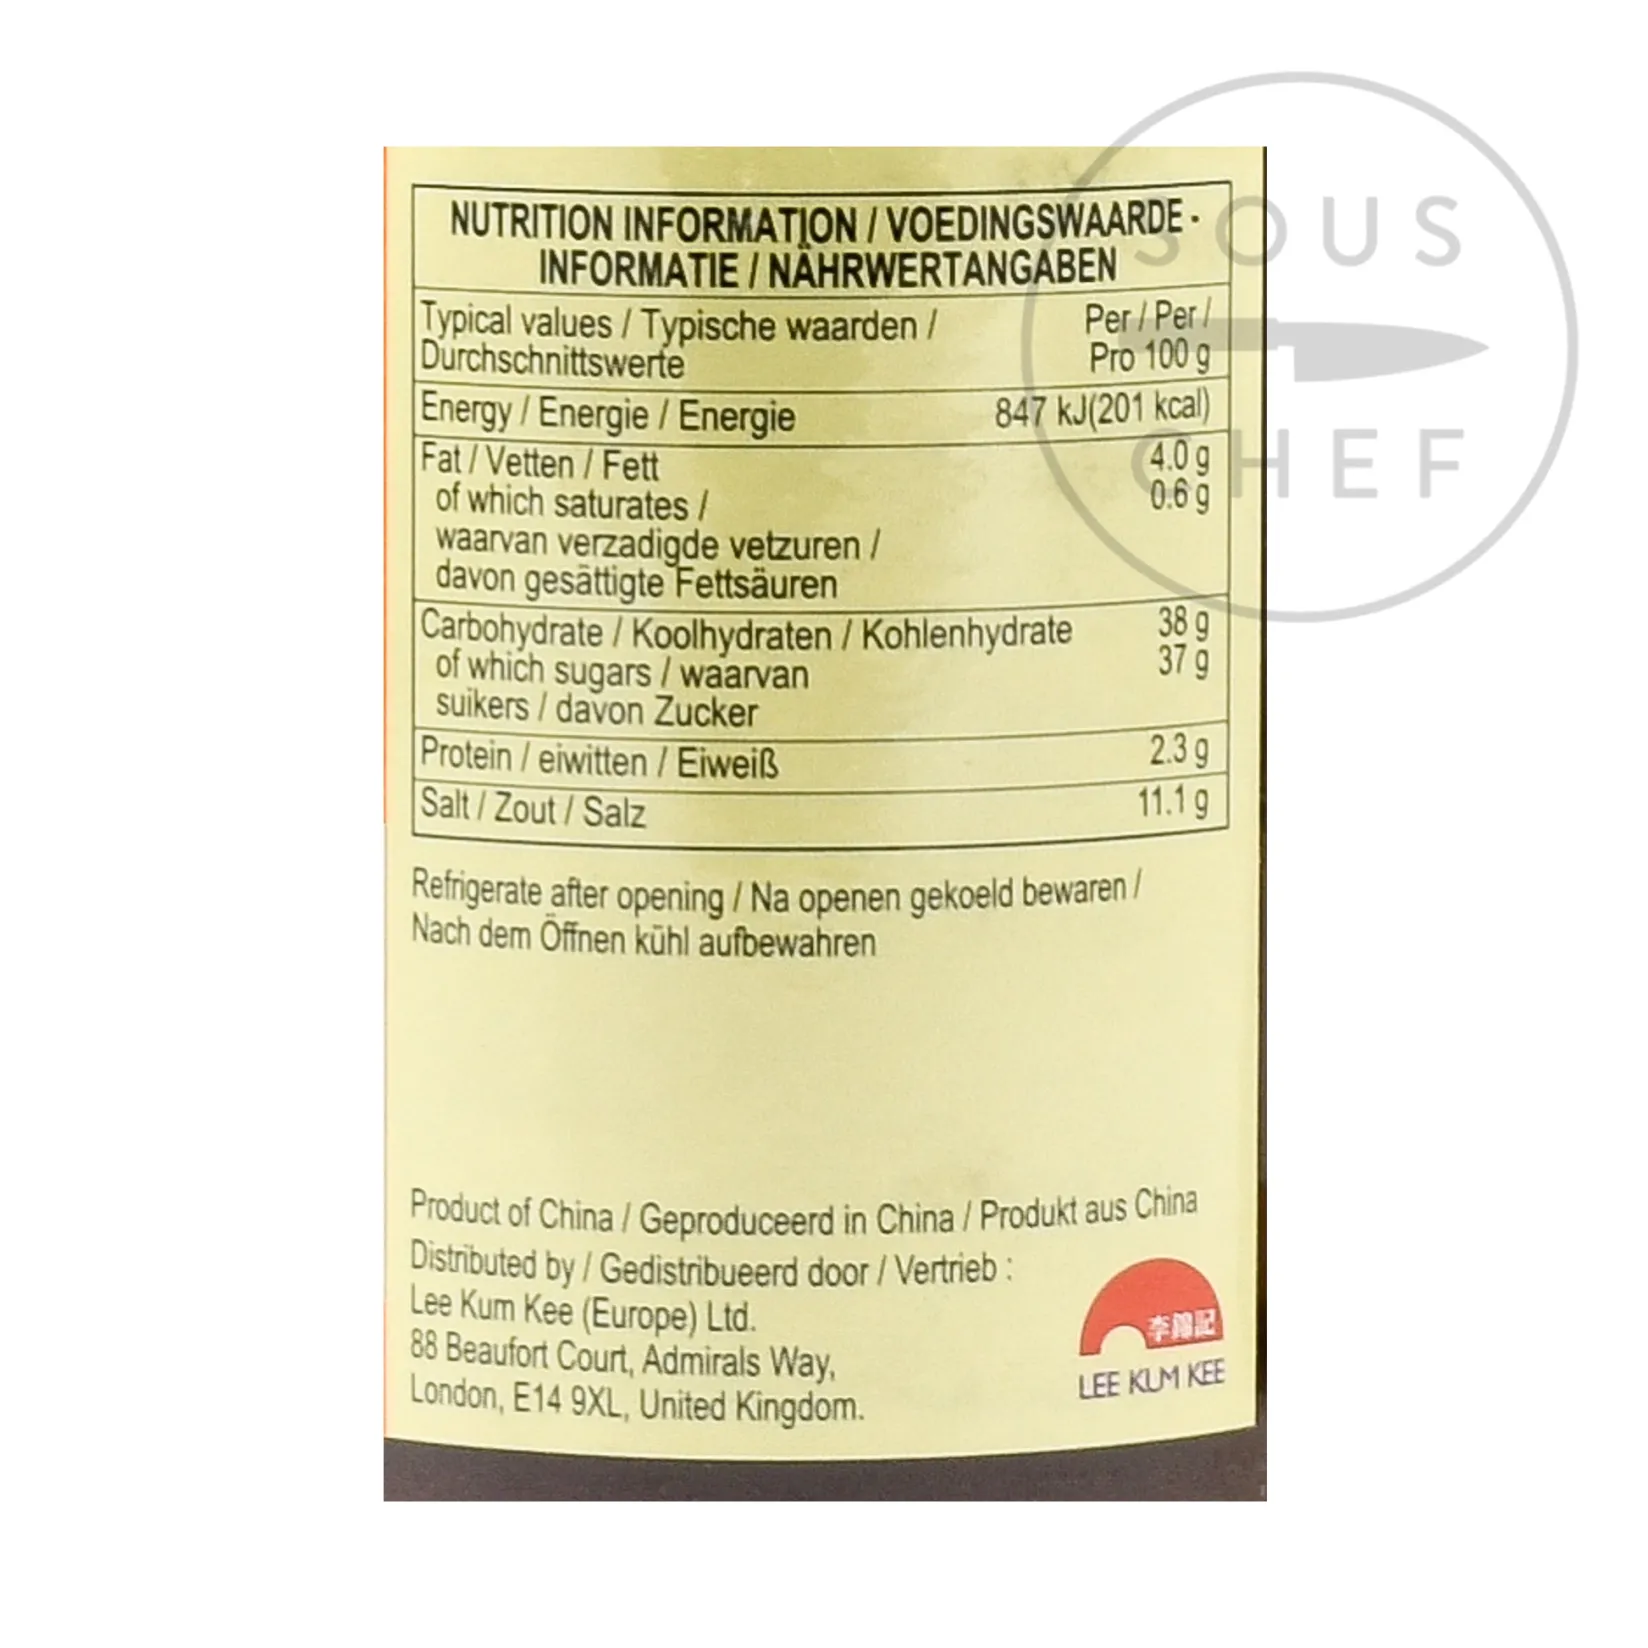 SOUS
CHEF
NUTRITION INFORMATION / VOEDINGSWAARDE -
INFORMATIE / NÄHRWERTANGABEN
Typical values / Typische waarden / Per / Per /
Durchschnittswerte Pro 100 g
Energy / Energie / Energie 847 kJ(201 kcal)
Fat / Vetten / Fett 4.0 g
of which saturates / 0.6 g
waarvan verzadigde vetzuren /
davon gesättigte Fettsäuren
Carbohydrate / Koolhydraten / Kohlenhydrate 38 g
of which sugars / waarvan 37 g
suikers / davon Zucker
Protein / eiwitten / Eiweiß 2.3 g
Salt / Zout / Salz 11.1 g
Refrigerate after opening / Na openen gekoeld bewaren /
Nach dem Öffnen kühl aufbewahren
Product of China / Geproduceerd in China / Produkt aus China
Distributed by / Gedistribueerd door / Vertrieb :
Lee Kum Kee (Europe) Ltd.
88 Beaufort Court, Admirals Way,
London, E14 9XL, United Kingdom.
李錦記
LEE KUM KEE